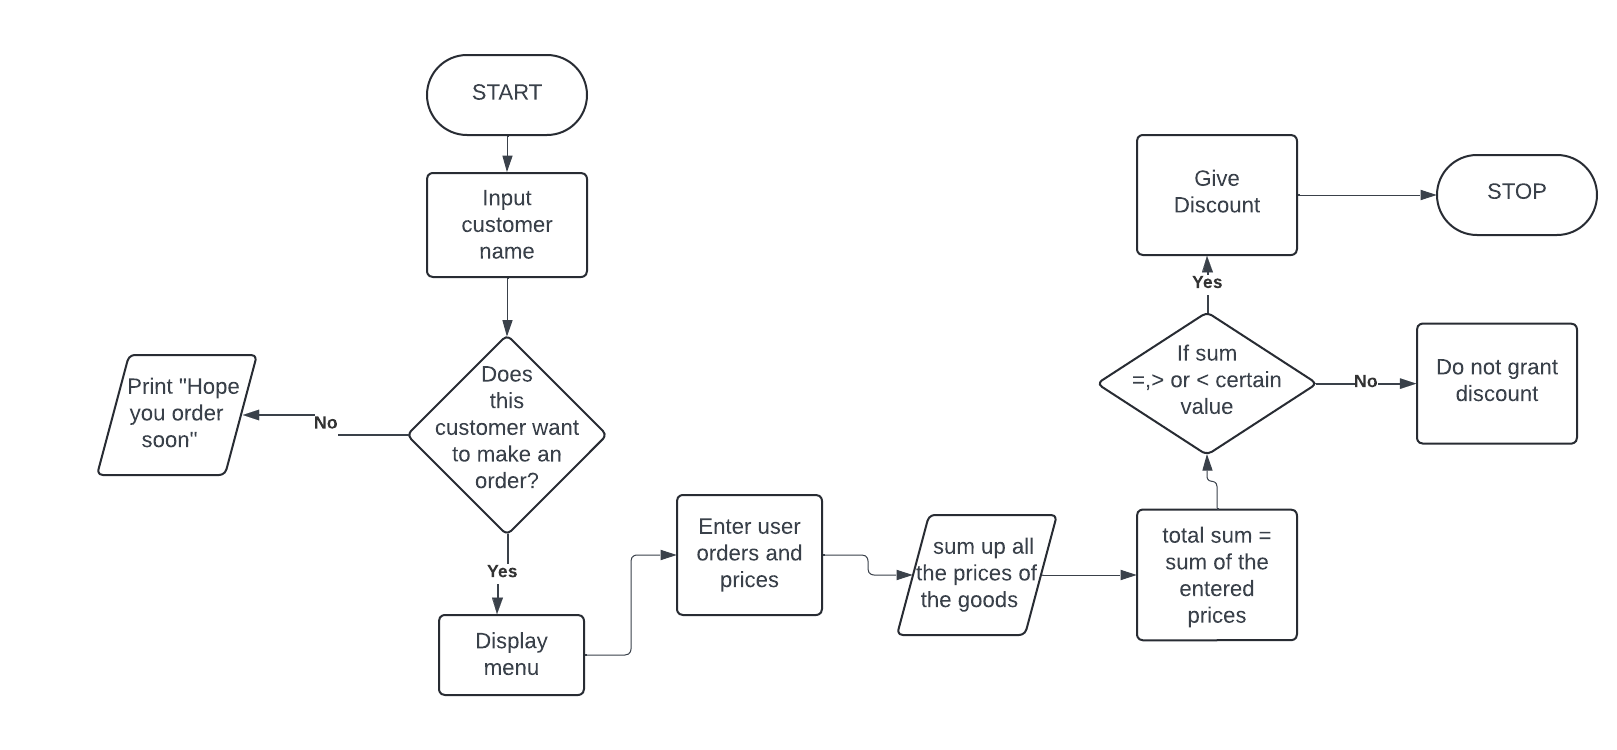 START
Input
customer
name
Does
this
customer want
to make an
order?
No
Print "Hope
you order
soon"
Yes
Display
menu
Enter user
orders and
prices
sum up all
the prices of
the goods
total sum =
sum of the
entered
prices
If sum
=,> or < certain
value
Yes
Give
Discount
STOP
No
Do not grant
discount